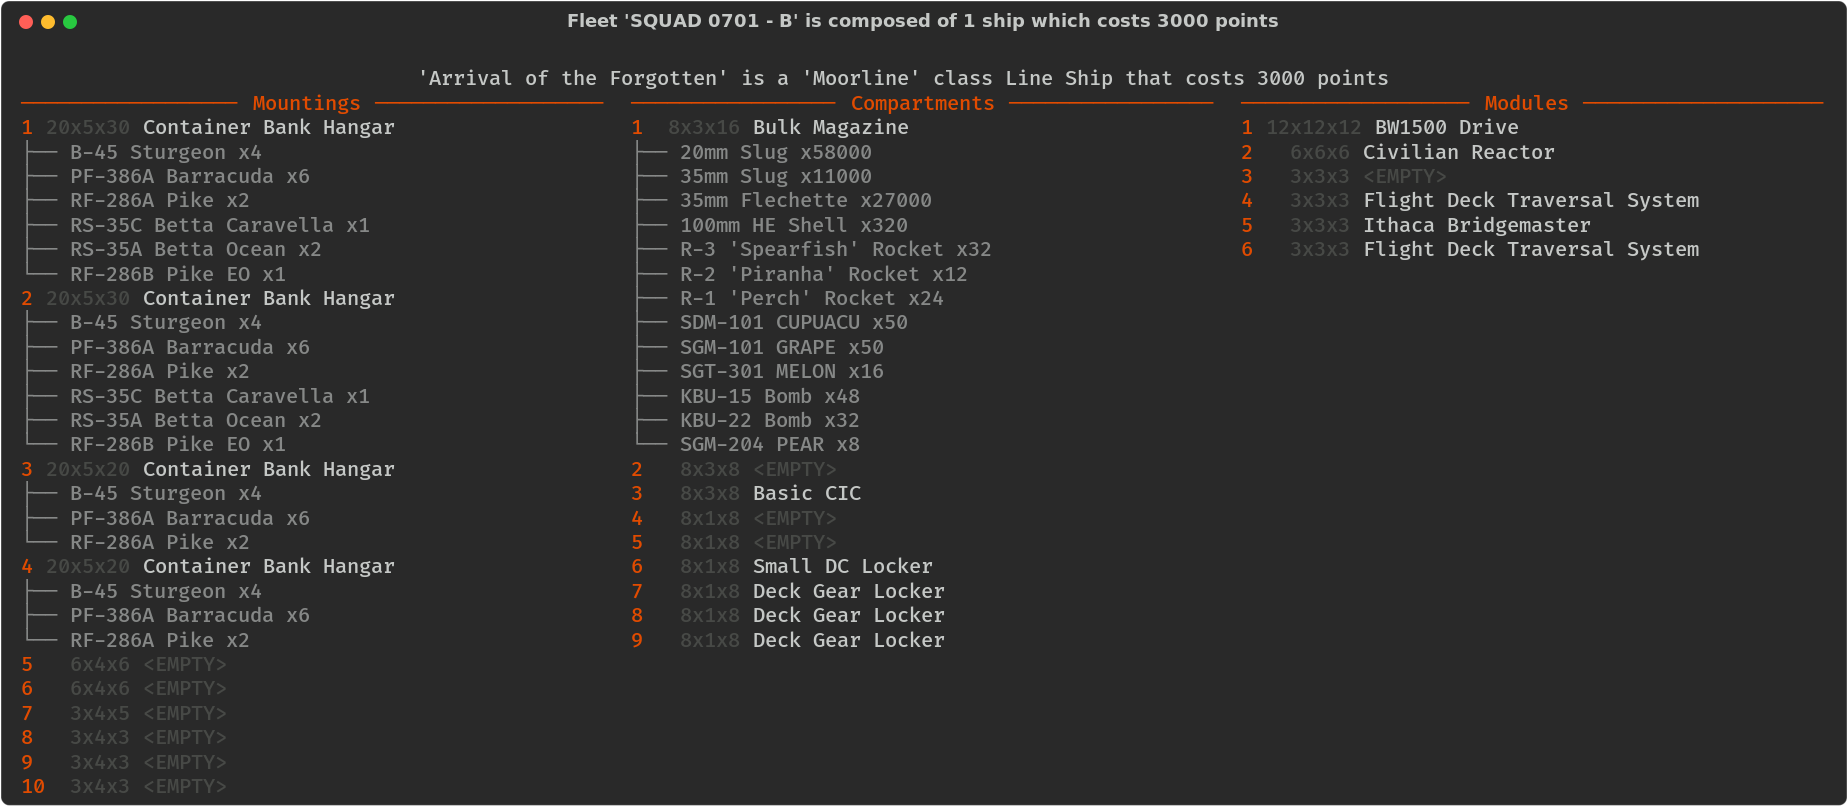 Fleet 'SQUAD 0701 - B' is composed of 1 ship which costs 3000 points
'Arrival of the Forgotten' is a 'Moorline' class Line Ship that costs 3000 points
Mountings
1 20x5x30 Container Bank Hangar
B-45 Sturgeon x4
PF-386A Barracuda x6
RF-286A Pike x2
RS-35C Betta Caravella x1
RS-35A Betta Ocean x2
RF-286B Pike EO x1
2 20x5x30 Container Bank Hangar
B-45 Sturgeon x4
PF-386A Barracuda x6
RF-286A Pike x2
RS-35C Betta Caravella x1
RS-35A Betta Ocean x2
RF-286B Pike EO x1
3 20x5x20 Container Bank Hangar
B-45 Sturgeon x4
PF-386A Barracuda x6
RF-286A Pike x2
4 20x5x20 Container Bank Hangar
B-45 Sturgeon x4
PF-386A Barracuda x6
RF-286A Pike x2
5 6x4x6 <EMPTY>
6 6x4x6 <EMPTY>
7 3x4x5 <EMPTY>
8 3x4x3 <EMPTY>
9 3x4x3 <EMPTY>
10 3x4x3 <EMPTY>
Compartments
1 8x3x16 Bulk Magazine
20mm Slug x58000
35mm Slug x11000
35mm Flechette x27000
100mm HE Shell x320
R-3 'Spearfish' Rocket x32
R-2 'Piranha' Rocket x12
R-1 'Perch' Rocket x24
SDM-101 CUPUACU x50
SGM-101 GRAPE x50
SGT-301 MELON x16
KBU-15 Bomb x48
KBU-22 Bomb x32
SGM-204 PEAR x8
2 8x3x8 <EMPTY>
3 8x3x8 Basic CIC
4 8x1x8 <EMPTY>
5 8x1x8 <EMPTY>
6 8x1x8 Small DC Locker
7 8x1x8 Deck Gear Locker
8 8x1x8 Deck Gear Locker
9 8x1x8 Deck Gear Locker
Modules
1 12x12x12 BW1500 Drive
2 6x6x6 Civilian Reactor
3 3x3x3 <EMPTY>
4 3x3x3 Flight Deck Traversal System
5 3x3x3 Ithaca Bridgemaster
6 3x3x3 Flight Deck Traversal System